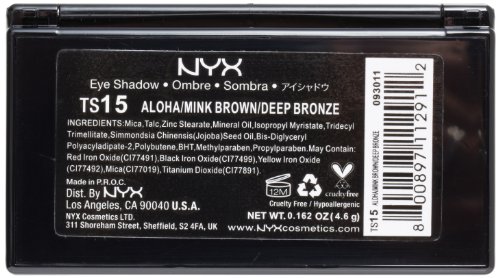 NYX
Eye Shadow • Ombre • Sombra • アイシャドウ
TS15 ALOHA/MINK BROWN/DEEP BRONZE
INGREDIENTS:Mica,Talc,Zinc Stearate,Mineral Oil,Isopropyl Myristate,Tridecyl
Trimellitate,Simmondsia Chinensis(Jojoba)Seed Oil,Bis-Diglyceryl
Polyacyladipate-2,Polybutene,BHT,Methylparaben,Propylparaben.May Contain:
Red Iron Oxide(CI77491),Black Iron Oxide(CI77499),Yellow Iron Oxide
(CI77492),Mica(CI77019),Titanium Dioxide(CI77891).
Made in P.R.O.C.
Dist. By NYX
Los Angeles, CA 90040 U.S.A.
NYX Cosmetics LTD.
311 Shoreham Street, Sheffield, S2 4FA, UK
12M
crueltyfree
Cruelty Free / Hypoallergenic
NET WT. 0.162 OZ (4.6 g)
www.NYXcosmetics.com
093011
8 00897 11291 2
TS15 ALOHA/MINK BROWN/DEEP BRONZE